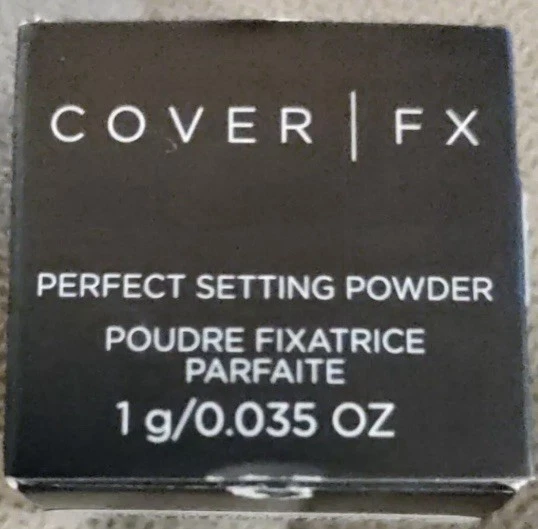 COVER | FX
PERFECT SETTING POWDER
POUDRE FIXATRICE
PARFAITE
1 g/0.035 OZ